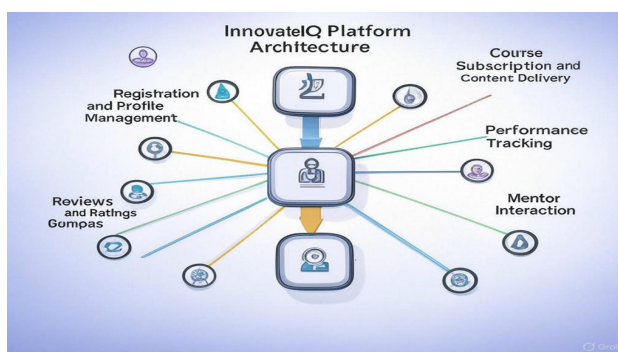 InnovateIQ Platform
Architecture
Course
Subscription and
Content Delivery
Registration
and Profile
Management
Performance
Tracking
Reviews
and Ratings
Gompas
Mentor
Interaction